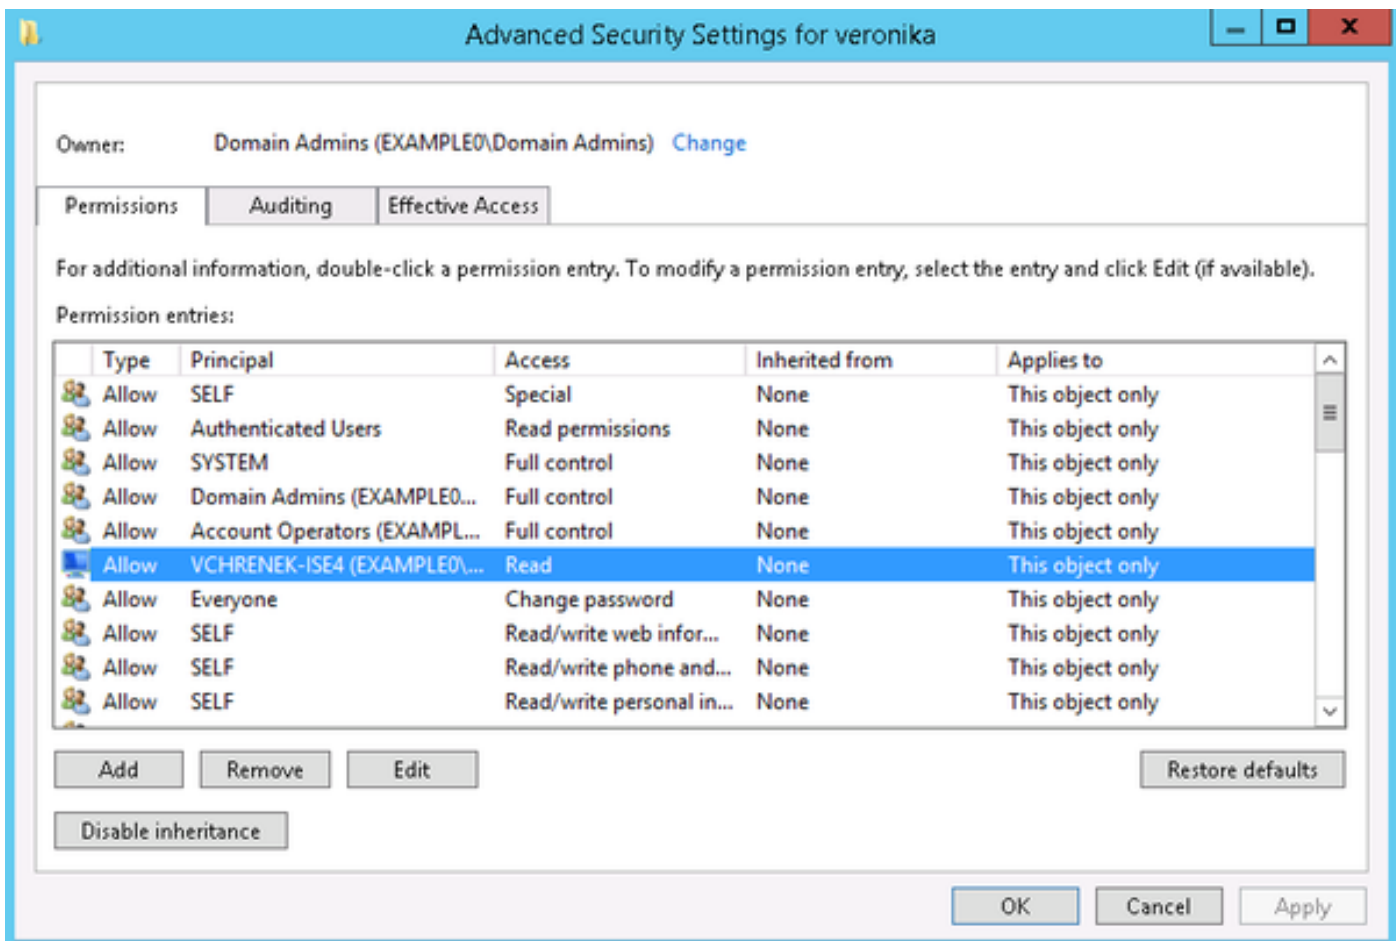 Advanced Security Settings for veronika
Owner: Domain Admins (EXAMPLE0\Domain Admins) Change
Permissions Auditing Effective Access
For additional information, double-click a permission entry. To modify a permission entry, select the entry and click Edit (if available).
Permission entries:
Type Principal Access Inherited from Applies to
Allow SELF Special None This object only
Allow Authenticated Users Read permissions None This object only
Allow SYSTEM Full control None This object only
Allow Domain Admins (EXAMPLE0... Full control None This object only
Allow Account Operators (EXAMPL... Full control None This object only
Allow VCHRENEK-ISE4 (EXAMPLE0\... Read None This object only
Allow Everyone Change password None This object only
Allow SELF Read/write web infor... None This object only
Allow SELF Read/write phone and... None This object only
Allow SELF Read/write personal in... None This object only
Add Remove Edit Restore defaults
Disable inheritance
OK Cancel Apply